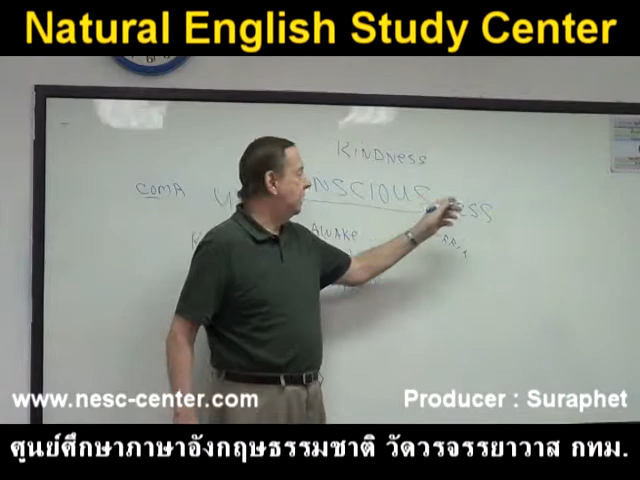 Natural English Study Center
KINDNESS
COMA
NSCIOUS ESS
AWAKE
www.nesc-center.com
Producer : Suraphet
ศูนย์ศึกษาภาษาอังกฤษธรรมชาติ วัดวรจรรยาวาส กทม.